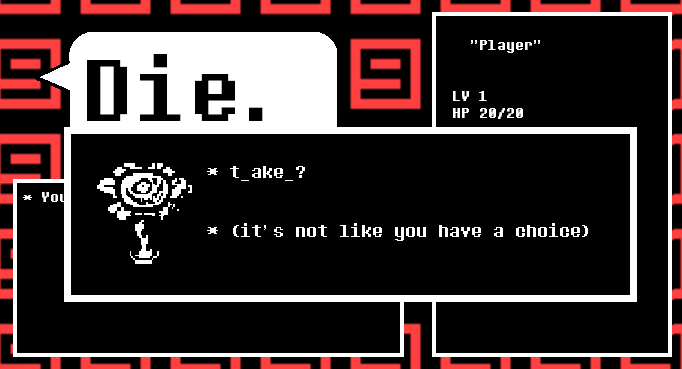 Die.
"Player"
LV 1
HP 20/20
* t_ake_?
* (it's not like you have a choice)
* You